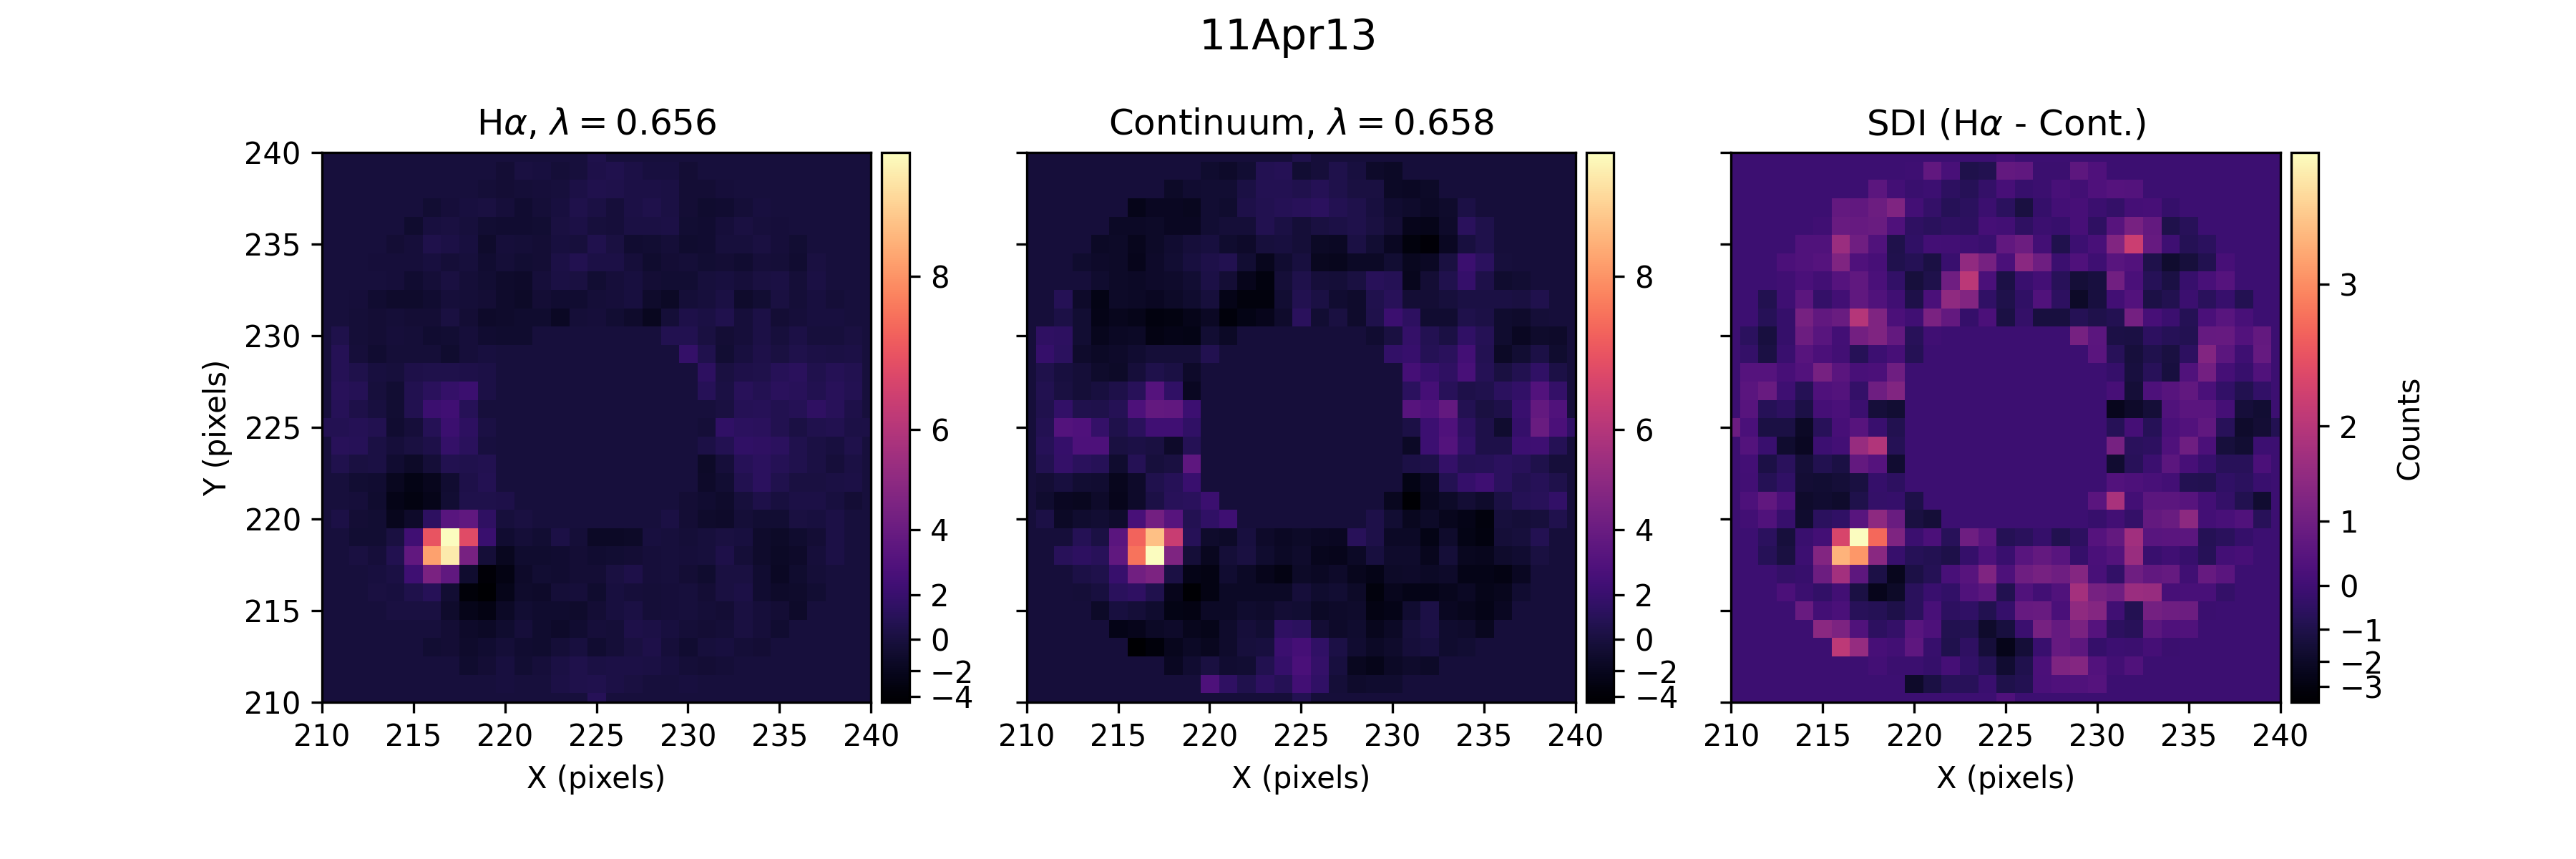 11Apr13
Hα, λ = 0.656
Continuum, λ = 0.658
SDI (Hα - Cont.)
240
235
230
225
220
215
210
Y (pixels)
210 215 220 225 230 235 240
X (pixels)
8
6
4
2
0
−2
−4
210 215 220 225 230 235 240
X (pixels)
8
6
4
2
0
−2
−4
210 215 220 225 230 235 240
X (pixels)
3
2
1
0
−1
−2
−3
Counts